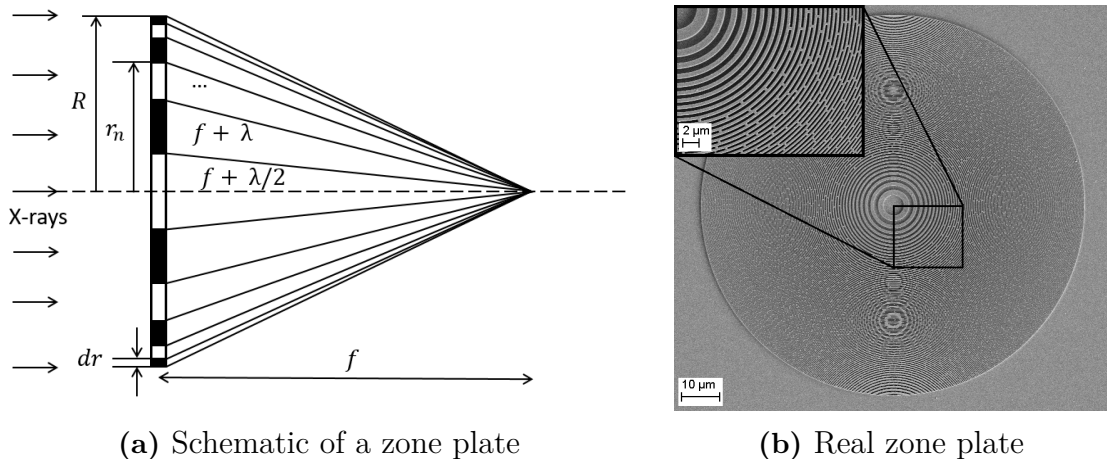 R
r_n
...
f + λ
f + λ/2
X-rays
dr
f
2 μm
10 μm
(a) Schematic of a zone plate
(b) Real zone plate